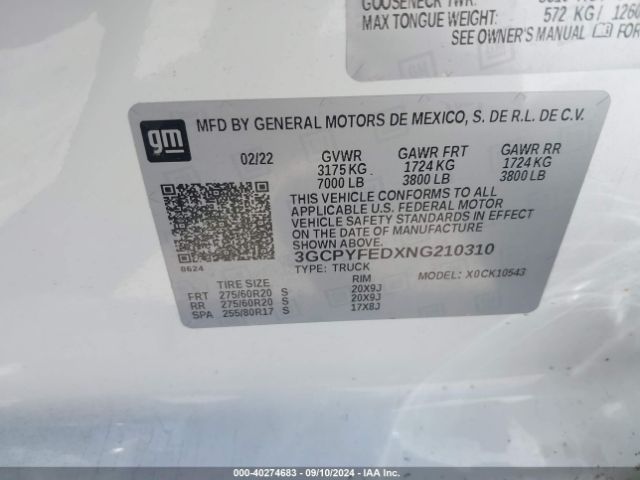 GOOSENECK TWR:
MAX TONGUE WEIGHT: 572 KG / 1260
SEE OWNER'S MANUAL FOR
GM
gm
MFD BY GENERAL MOTORS DE MEXICO, S. DE R.L. DE C.V.
02/22 GVWR GAWR FRT GAWR RR
3175 KG 1724 KG 1724 KG
7000 LB 3800 LB 3800 LB
THIS VEHICLE CONFORMS TO ALL
APPLICABLE U.S. FEDERAL MOTOR
VEHICLE SAFETY STANDARDS IN EFFECT
ON THE DATE OF MANUFACTURE
SHOWN ABOVE.
3GCPYFEDXNG210310
0624 TYPE: TRUCK MODEL: X0CK10543
TIRE SIZE RIM
FRT 275/60R20 S 20X9J
RR 275/60R20 S 20X9J
SPA 255/80R17 S 17X8J
000-40274683 - 09/10/2024 - IAA Inc.